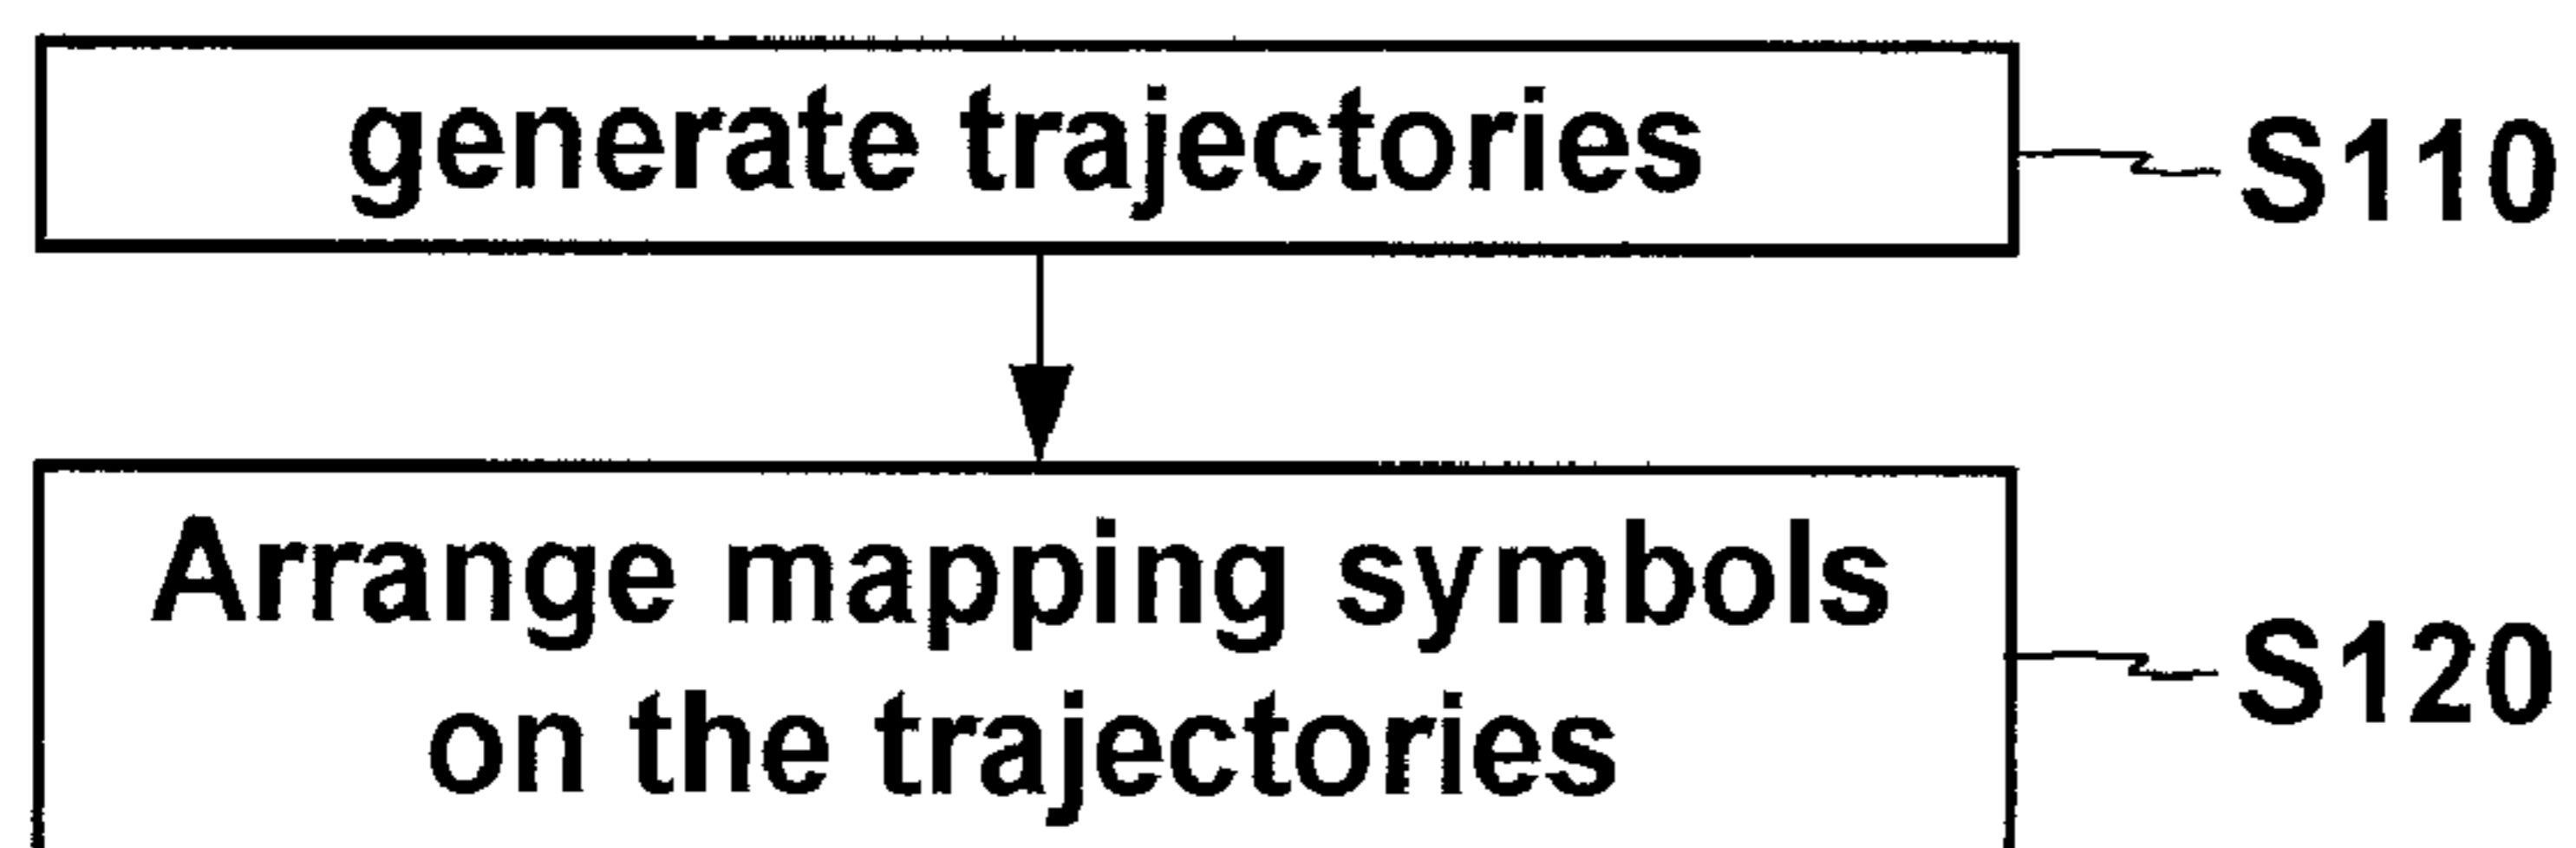 generate trajectories
S110
Arrange mapping symbols
on the trajectories
S120